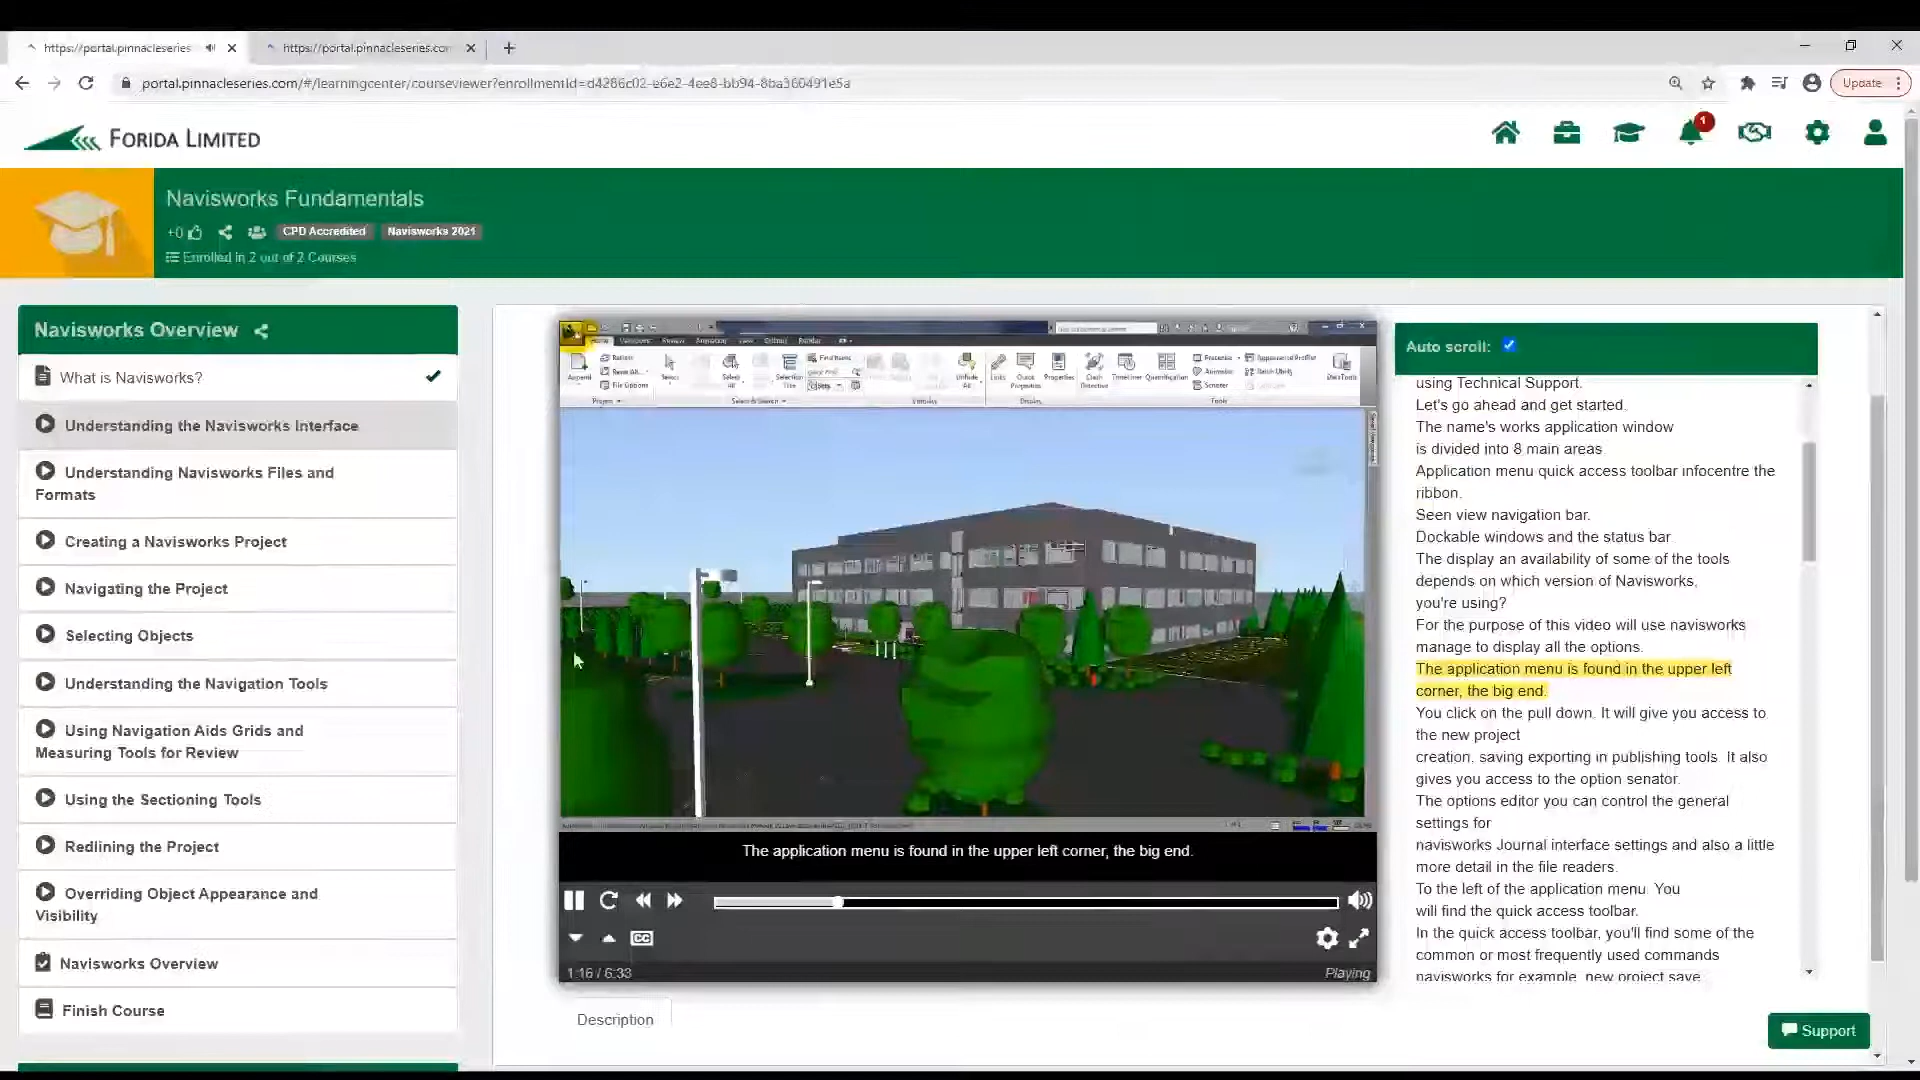 https://portal.pinnacleseries
https://portal.pinnacleseries.com
portal.pinnacleseries.com/#/learningcenter/courseviewer?enrollmentId=d4286c02-e6e2-4ee8-bb94-8ba360491e5a
Update
FORIDA LIMITED
1
Navisworks Fundamentals
+0
CPD Accredited
Navisworks 2021
Enrolled in 2 out of 2 Courses
Navisworks Overview
What is Navisworks?
Understanding the Navisworks Interface
Understanding Navisworks Files and
Formats
Creating a Navisworks Project
Navigating the Project
Selecting Objects
Understanding the Navigation Tools
Using Navigation Aids Grids and
Measuring Tools for Review
Using the Sectioning Tools
Redlining the Project
Overriding Object Appearance and
Visibility
Navisworks Overview
Finish Course
The application menu is found in the upper left corner, the big end.
CC
1:16 / 6:33
Playing
Description
Auto scroll:
using Technical Support.
Let's go ahead and get started.
The name's works application window
is divided into 8 main areas.
Application menu quick access toolbar infocentre the
ribbon.
Seen view navigation bar.
Dockable windows and the status bar.
The display an availability of some of the tools
depends on which version of Navisworks,
you're using?
For the purpose of this video will use navisworks
manage to display all the options.
The application menu is found in the upper left
corner, the big end.
You click on the pull down. It will give you access to
the new project
creation, saving exporting in publishing tools. It also
gives you access to the option senator.
The options editor you can control the general
settings for
navisworks Journal interface settings and also a little
more detail in the file readers.
To the left of the application menu. You
will find the quick access toolbar.
In the quick access toolbar, you'll find some of the
common or most frequently used commands
navisworks for example, new project save
Support